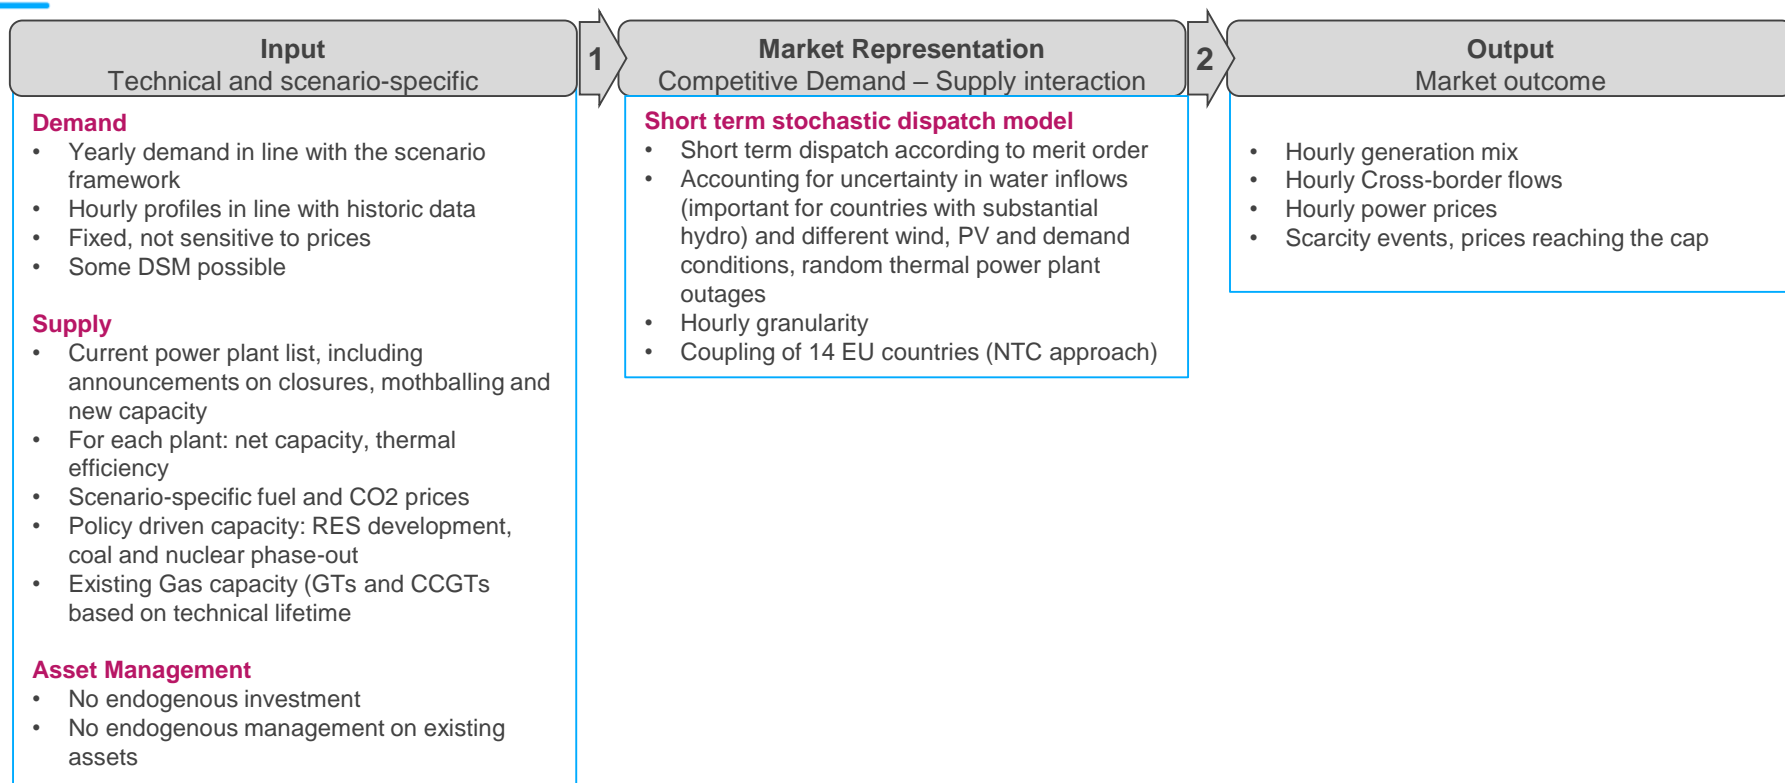 Input
Technical and scenario-specific
Demand
• Yearly demand in line with the scenario
framework
• Hourly profiles in line with historic data
• Fixed, not sensitive to prices
• Some DSM possible
Supply
• Current power plant list, including
announcements on closures, mothballing and
new capacity
• For each plant: net capacity, thermal
efficiency
• Scenario-specific fuel and CO2 prices
• Policy driven capacity: RES development,
coal and nuclear phase-out
• Existing Gas capacity (GTs and CCGTs
based on technical lifetime
Asset Management
• No endogenous investment
• No endogenous management on existing
assets
1
Market Representation
Competitive Demand – Supply interaction
Short term stochastic dispatch model
• Short term dispatch according to merit order
• Accounting for uncertainty in water inflows
(important for countries with substantial
hydro) and different wind, PV and demand
conditions, random thermal power plant
outages
• Hourly granularity
• Coupling of 14 EU countries (NTC approach)
2
Output
Market outcome
• Hourly generation mix
• Hourly Cross-border flows
• Hourly power prices
• Scarcity events, prices reaching the cap